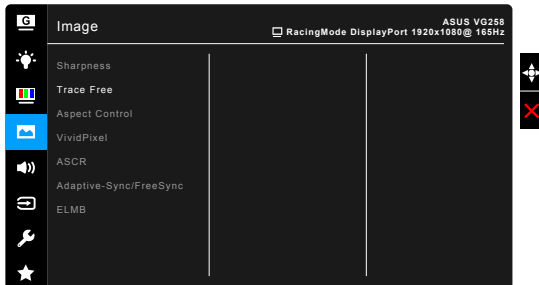 G
Image
ASUS VG258
RacingMode DisplayPort 1920x1080@ 165Hz
Sharpness
Trace Free
Aspect Control
VividPixel
ASCR
Adaptive-Sync/FreeSync
ELMB